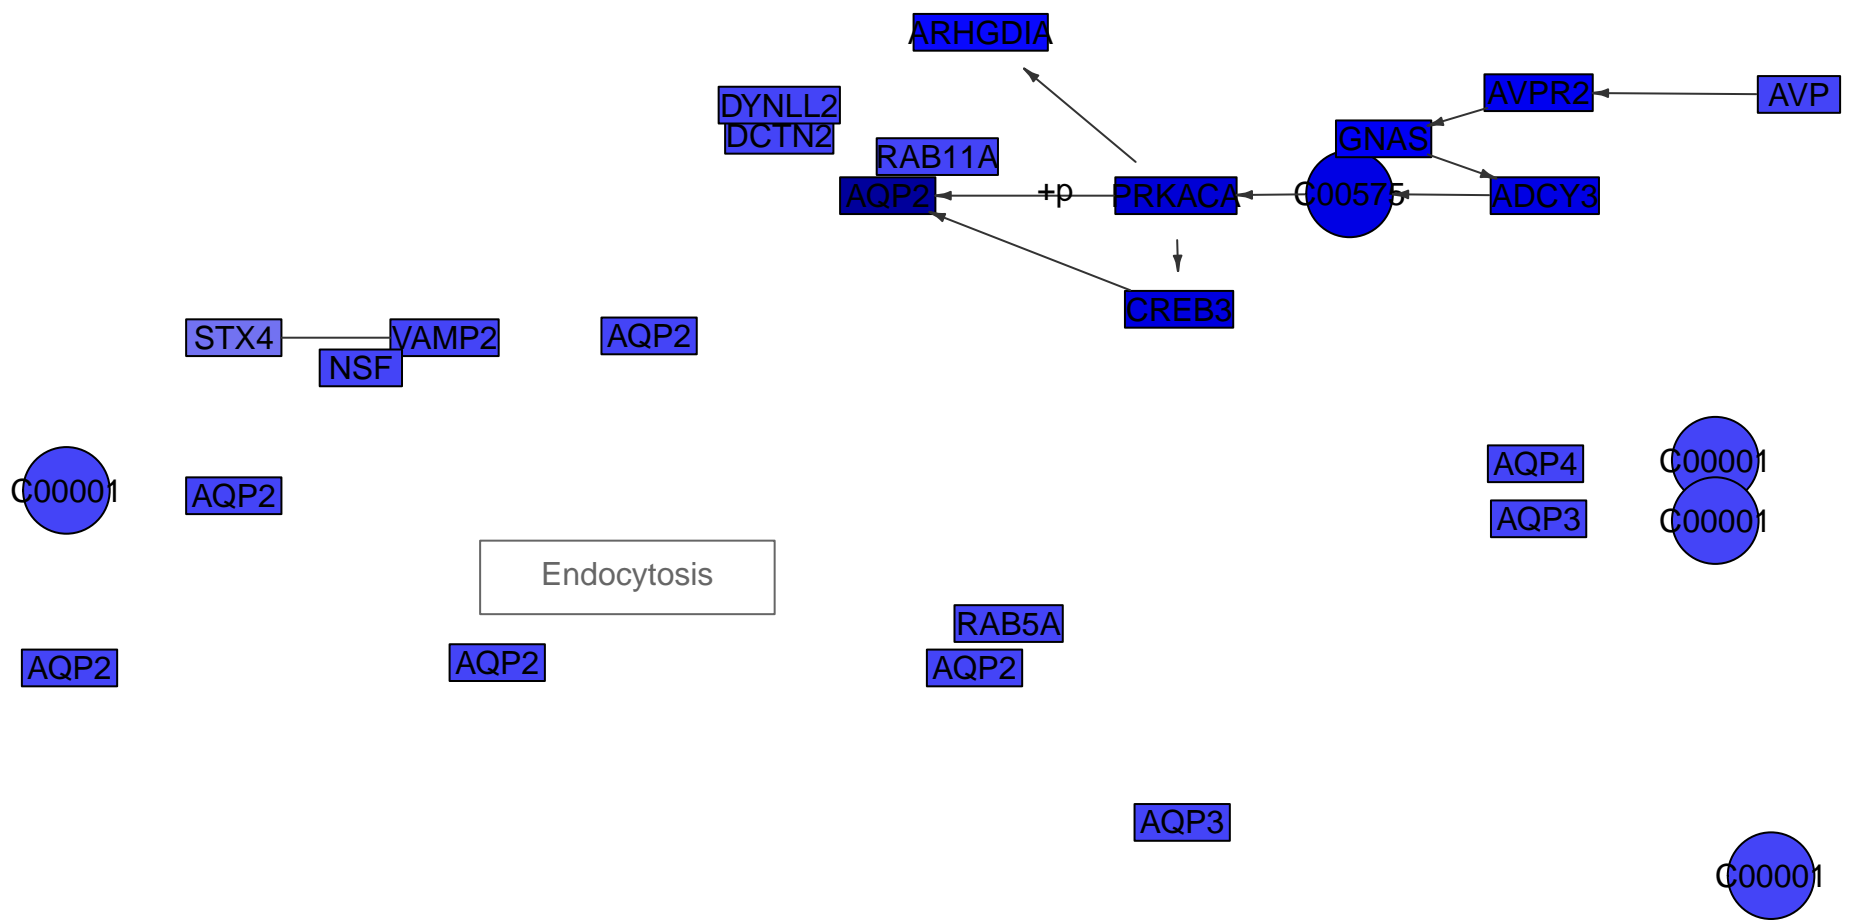 ARHGDIA
AVPR2
AVP
DYNLL2
DCTN2
GNAS
RAB11A
AQP2
+p
PRKACA
C00575
ADCY3
CREB3
STX4
VAMP2
AQP2
NSF
C00001
AQP2
AQP4
C00001
AQP3
C00001
Endocytosis
RAB5A
AQP2
AQP2
AQP2
AQP3
C00001